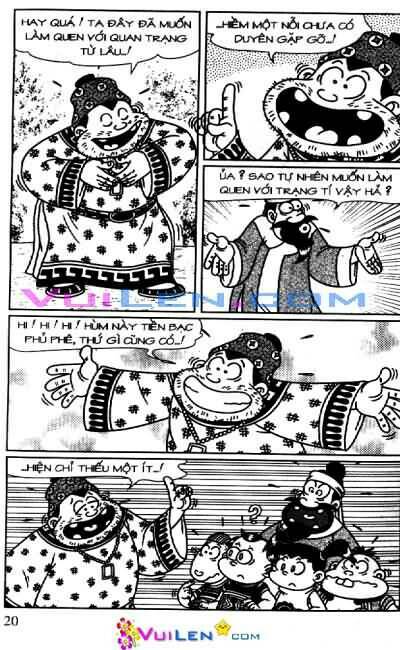 HAY QUÁ! TA ĐÂY ĐÃ MUỐN
LÀM QUEN VỚI QUAN TRẠNG
TỪ LÂU...!
...HIỀM MỘT NỖI CHƯA CÓ
DUYÊN GẶP GỠ...!
ỦA? SAO TỰ NHIÊN MUỐN LÀM
QUEN VỚI TRẠNG TÍ VẬY HẢ?
VUILEN.COM
HI! HI! HI! HÙM NÀY TIỀN BẠC
PHỦ PHÊ, THỨ GÌ CŨNG CÓ...!
...HIỆN CHỈ THIẾU MỘT ÍT...!
!?
20
VUILEN.COM